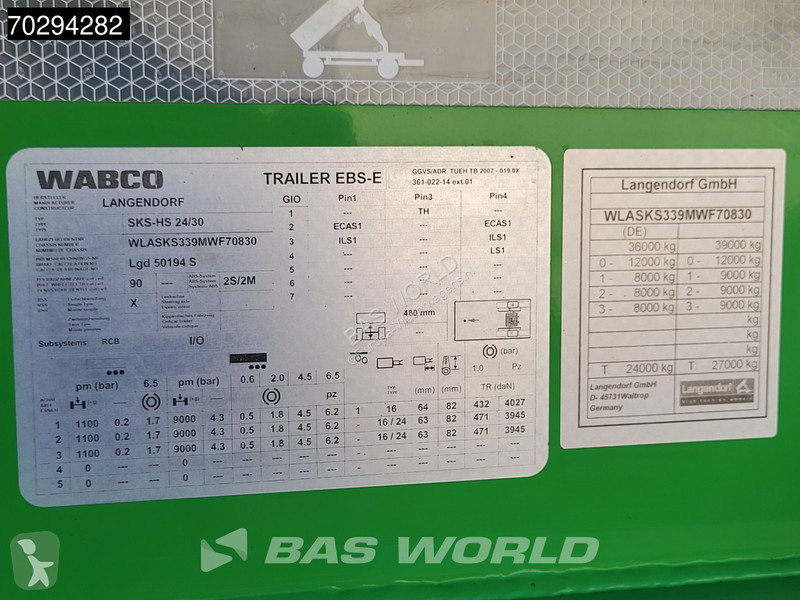 70294282
WABCO TRAILER EBS-E
GGVS/ADR TUEH TB 2007 - 019.0X
361-022-14 ext.01
LANGENDORF
SKS-HS 24/30
WLASKS339MWF70830
Lgd 50194 S
90 --- 2S/2M
X
Subsystems RCB I/O
GIO Pin1 Pin3 Pin4
1 --- TH ---
2 ECAS1 --- ECAS1
3 ILS1 --- ILS1
4 --- --- LS1
5 --- --- ---
6 --- --- ---
7 --- --- ---
480 mm
(bar)
1.0 Pz
pm (bar) 6.5 pm (bar) 0.6 2.0 4.5 6.5
pz (mm) (mm) TR (daN)
1 1100 0.2 1.7 9000 4.3 0.5 1.8 4.5 6.2 1 16 64 82 432 4027
2 1100 0.2 1.7 9000 4.3 0.5 1.8 4.5 6.2 - 16 / 24 63 82 471 3945
3 1100 0.2 1.7 9000 4.3 0.5 1.8 4.5 6.2 - 16 / 24 63 82 471 3945
4 0 --- --- 0 --- --- --- --- ---
5 0 --- --- 0 --- --- --- --- ---
Langendorf GmbH
WLASKS339MWF70830
(DE)
36000 kg 39000 kg
0 - 12000 kg 0 - 12000 kg
1 - 8000 kg 1 - 9000 kg
2 - 8000 kg 2 - 9000 kg
3 - 8000 kg 3 - 9000 kg
kg
kg
kg
T 24000 kg T 27000 kg
Langendorf GmbH
D- 45731Waltrop
Germany
Langendorf
BAS WORLD
BAS WORLD